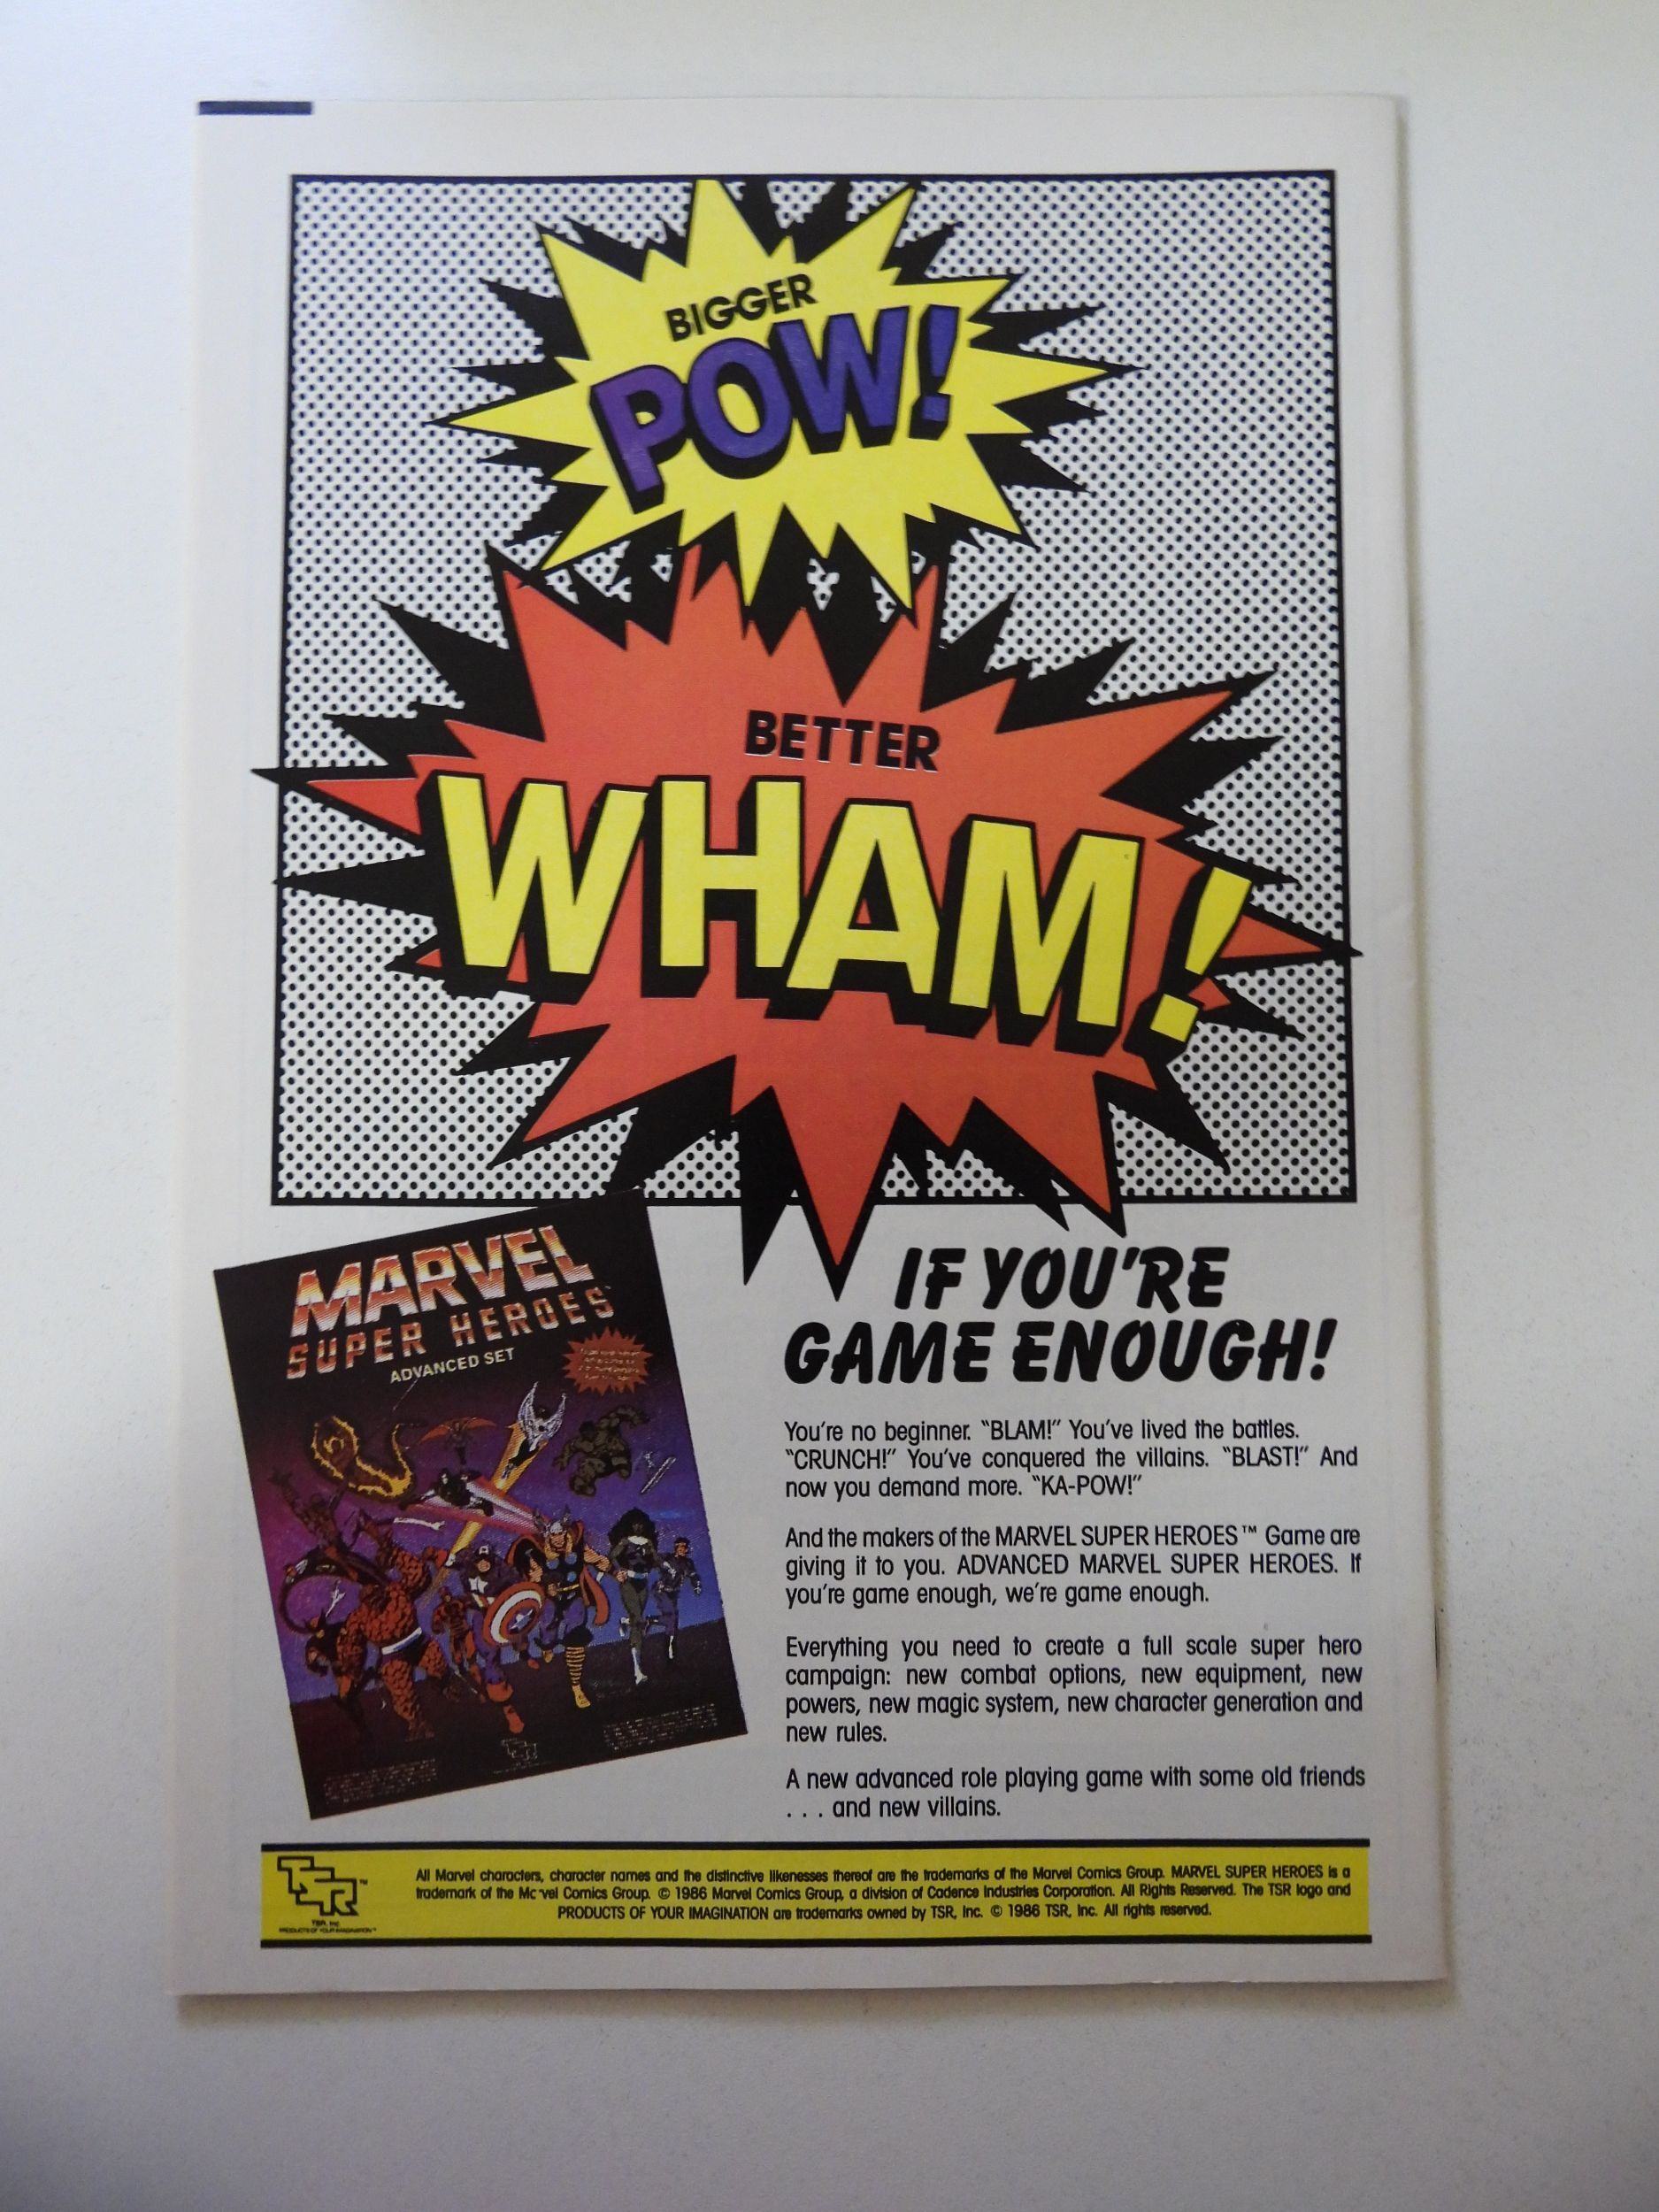 BIGGER
POW!
BETTER
WHAM!
MARVEL
SUPER HEROES
ADVANCED SET
IF YOU'RE
GAME ENOUGH!
You're no beginner. "BLAM!" You've lived the battles.
"CRUNCH!" You've conquered the villains. "BLAST!" And
now you demand more. "KA-POW!"
And the makers of the MARVEL SUPER HEROES™ Game are
giving it to you. ADVANCED MARVEL SUPER HEROES. If
you're game enough, we're game enough.
Everything you need to create a full scale super hero
campaign: new combat options, new equipment, new
powers, new magic system, new character generation and
new rules.
A new advanced role playing game with some old friends
. . . and new villains.
TSR™
TSR, Inc.
PRODUCTS OF YOUR IMAGINATION™
All Marvel characters, character names and the distinctive likenesses thereof are the trademarks of the Marvel Comics Group. MARVEL SUPER HEROES is a
trademark of the Marvel Comics Group. © 1986 Marvel Comics Group, a division of Cadence Industries Corporation. All Rights Reserved. The TSR logo and
PRODUCTS OF YOUR IMAGINATION are trademarks owned by TSR, Inc. © 1986 TSR, Inc. All rights reserved.